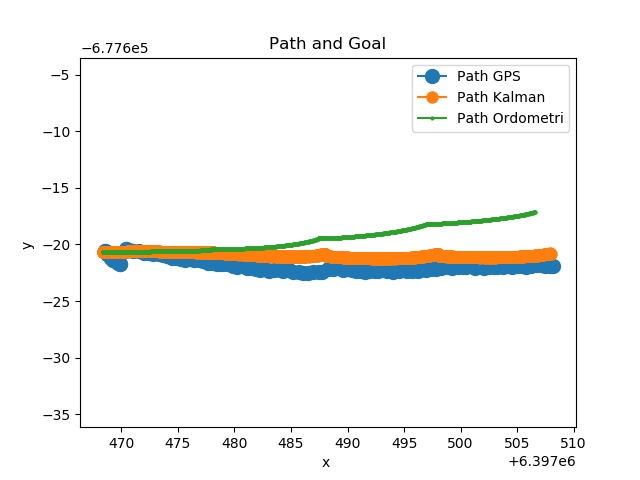 Path and Goal
−6.776e5
Path GPS
Path Kalman
Path Ordometri
−5
−10
−15
−20
−25
−30
−35
y
470 475 480 485 490 495 500 505 510
x
+6.397e6